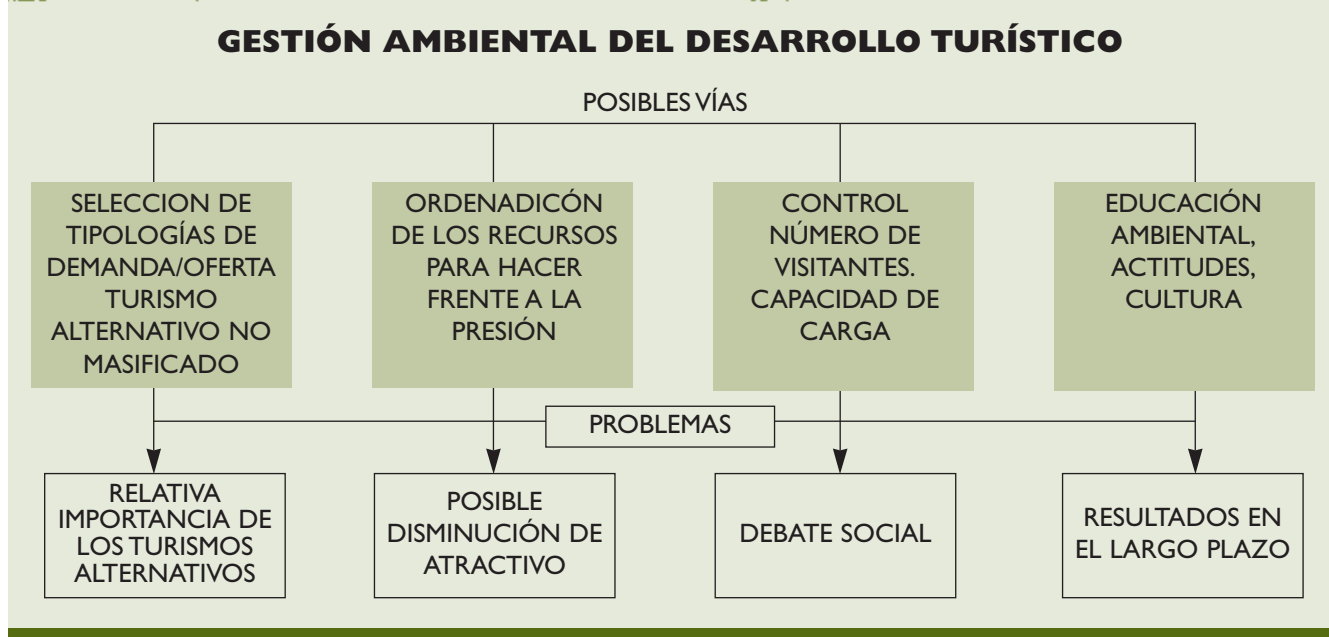 GESTIÓN AMBIENTAL DEL DESARROLLO TURÍSTICO
POSIBLES VÍAS
SELECCION DE
TIPOLOGÍAS DE
DEMANDA/OFERTA
TURISMO
ALTERNATIVO NO
MASIFICADO
ORDENADICÓN
DE LOS RECURSOS
PARA HACER
FRENTE A LA
PRESIÓN
CONTROL
NÚMERO DE
VISITANTES.
CAPACIDAD DE
CARGA
EDUCACIÓN
AMBIENTAL,
ACTITUDES,
CULTURA
PROBLEMAS
RELATIVA
IMPORTANCIA DE
LOS TURISMOS
ALTERNATIVOS
POSIBLE
DISMINUCIÓN DE
ATRACTIVO
DEBATE SOCIAL
RESULTADOS EN
EL LARGO PLAZO